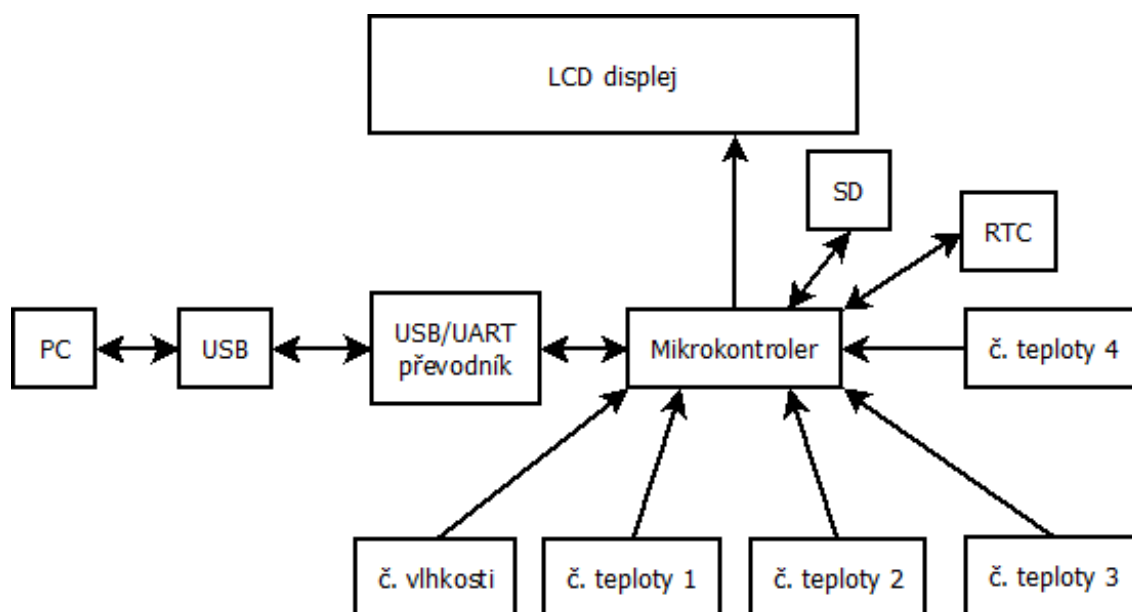 LCD displej
SD
RTC
PC
USB
USB/UART
převodník
Mikrokontroler
č. teploty 4
č. vlhkosti
č. teploty 1
č. teploty 2
č. teploty 3